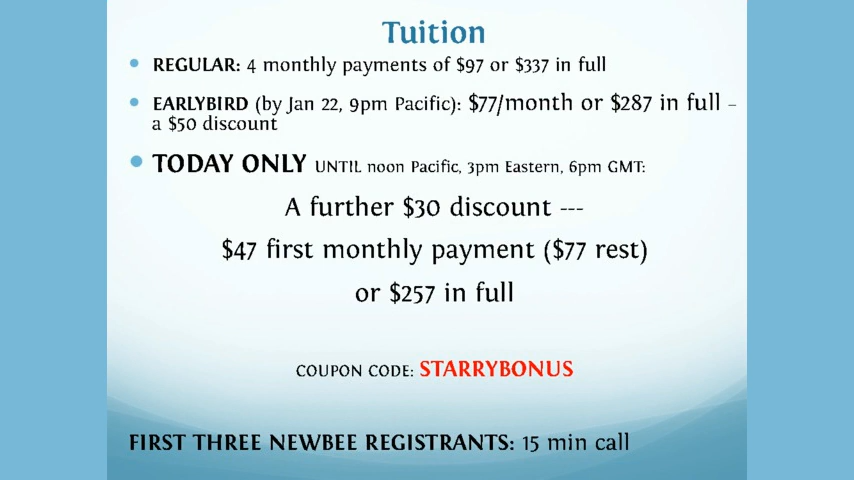 Tuition
REGULAR: 4 monthly payments of $97 or $337 in full
EARLYBIRD (by Jan 22, 9pm Pacific): $77/month or $287 in full –
a $50 discount
TODAY ONLY UNTIL noon Pacific, 3pm Eastern, 6pm GMT:
A further $30 discount ---
$47 first monthly payment ($77 rest)
or $257 in full
COUPON CODE: STARRYBONUS
FIRST THREE NEWBEE REGISTRANTS: 15 min call